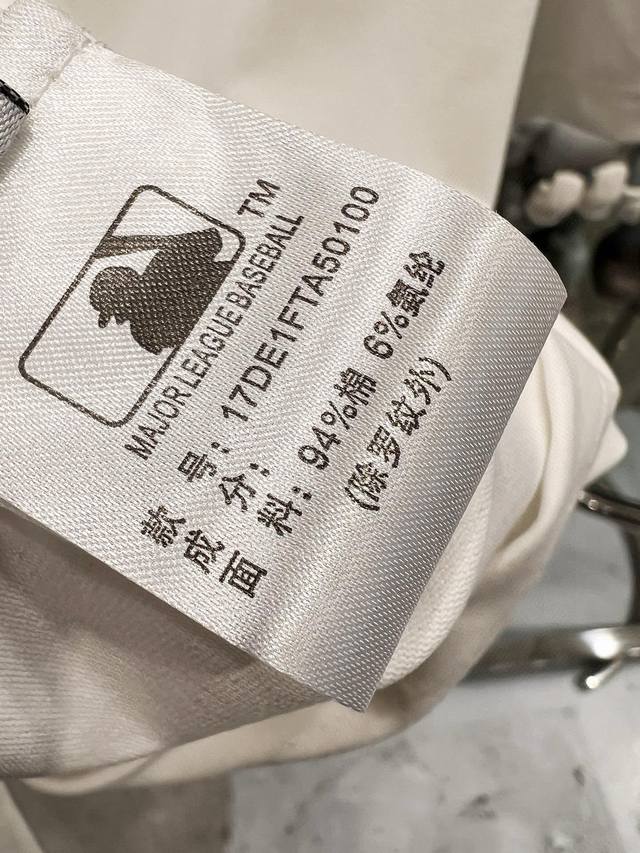 TM
MAJOR LEAGUE BASEBALL
款 号：17DE1FTA50100
成 分：
面 料：94%棉 6%氨纶
(除罗纹外)